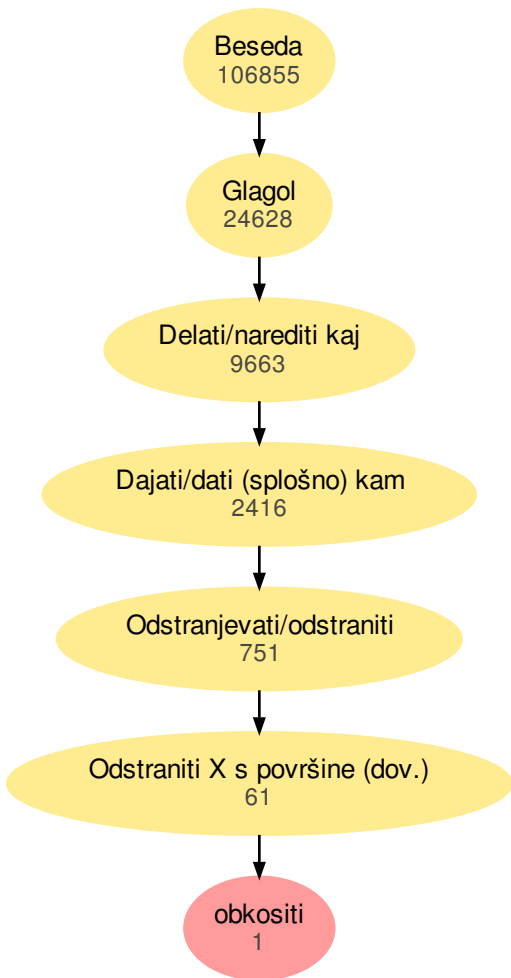 Beseda
106855
Glagol
24628
Delati/narediti kaj
9663
Dajati/dati (splošno) kam
2416
Odstranjevati/odstraniti
751
Odstraniti X s površine (dov.)
61
obkositi
1